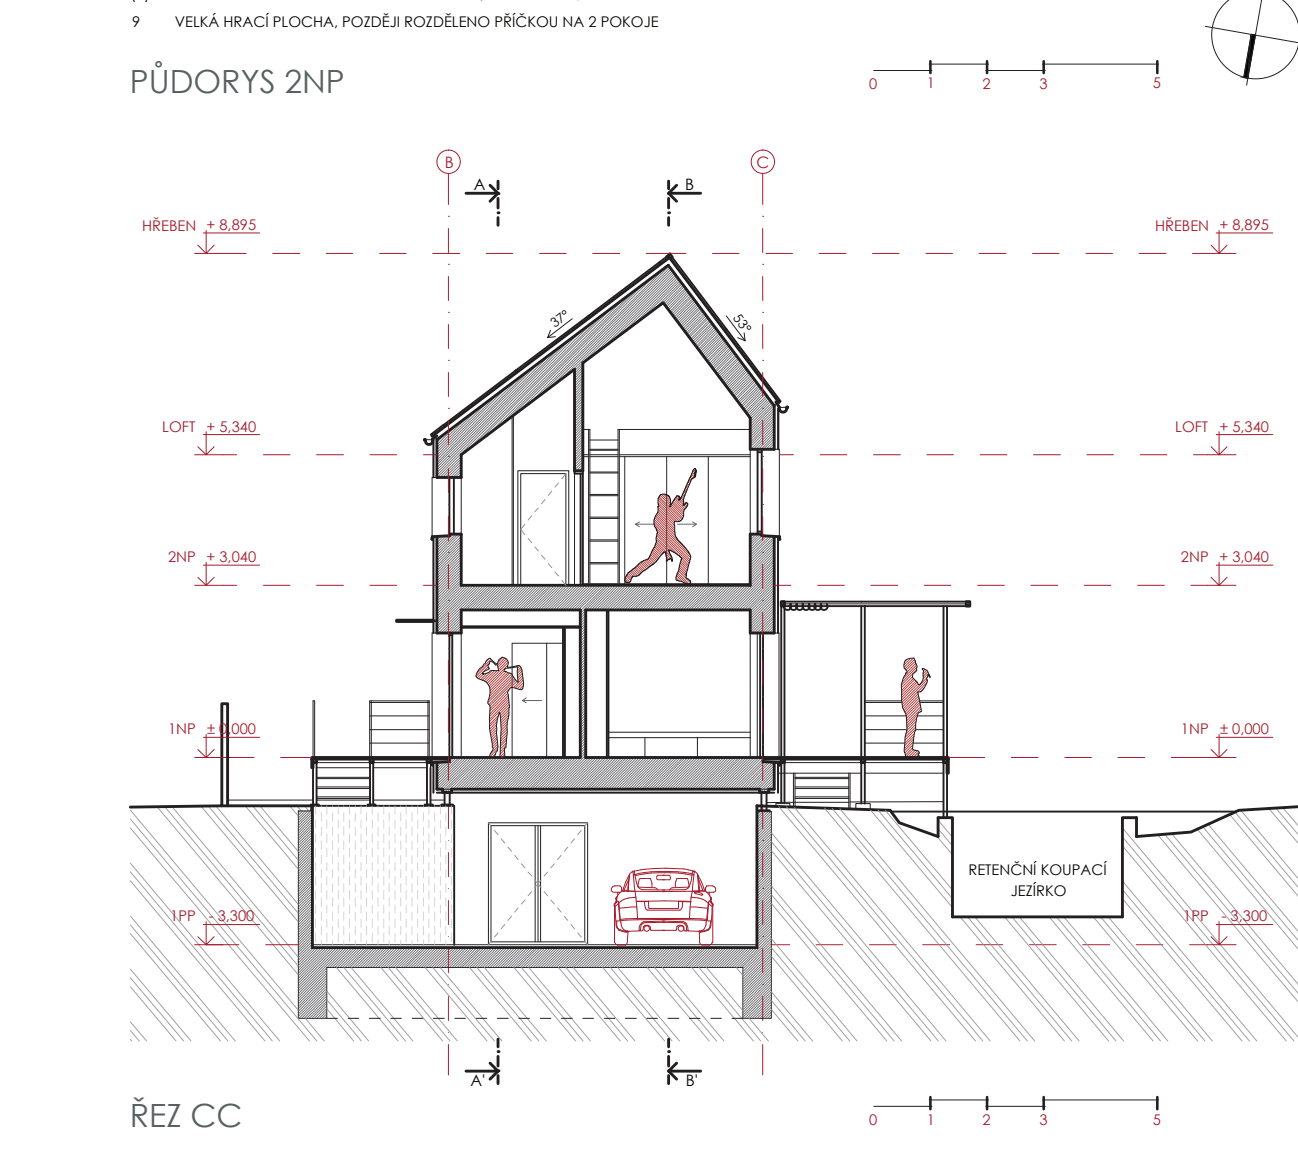 9 VELKÁ HRACÍ PLOCHA, POZDĚJI ROZDĚLENO PŘÍČKOU NA 2 POKOJE
PŮDORYS 2NP
0 1 2 3 5
B C
A B
HŘEBEN + 8,895 HŘEBEN + 8,895
37° 53°
LOFT + 5,340 LOFT + 5,340
2NP + 3,040 2NP + 3,040
1NP ± 0,000 1NP ± 0,000
RETENČNÍ KOUPACÍ
JEZÍRKO
1PP - 3,300 1PP - 3,300
A' B'
ŘEZ CC
0 1 2 3 5